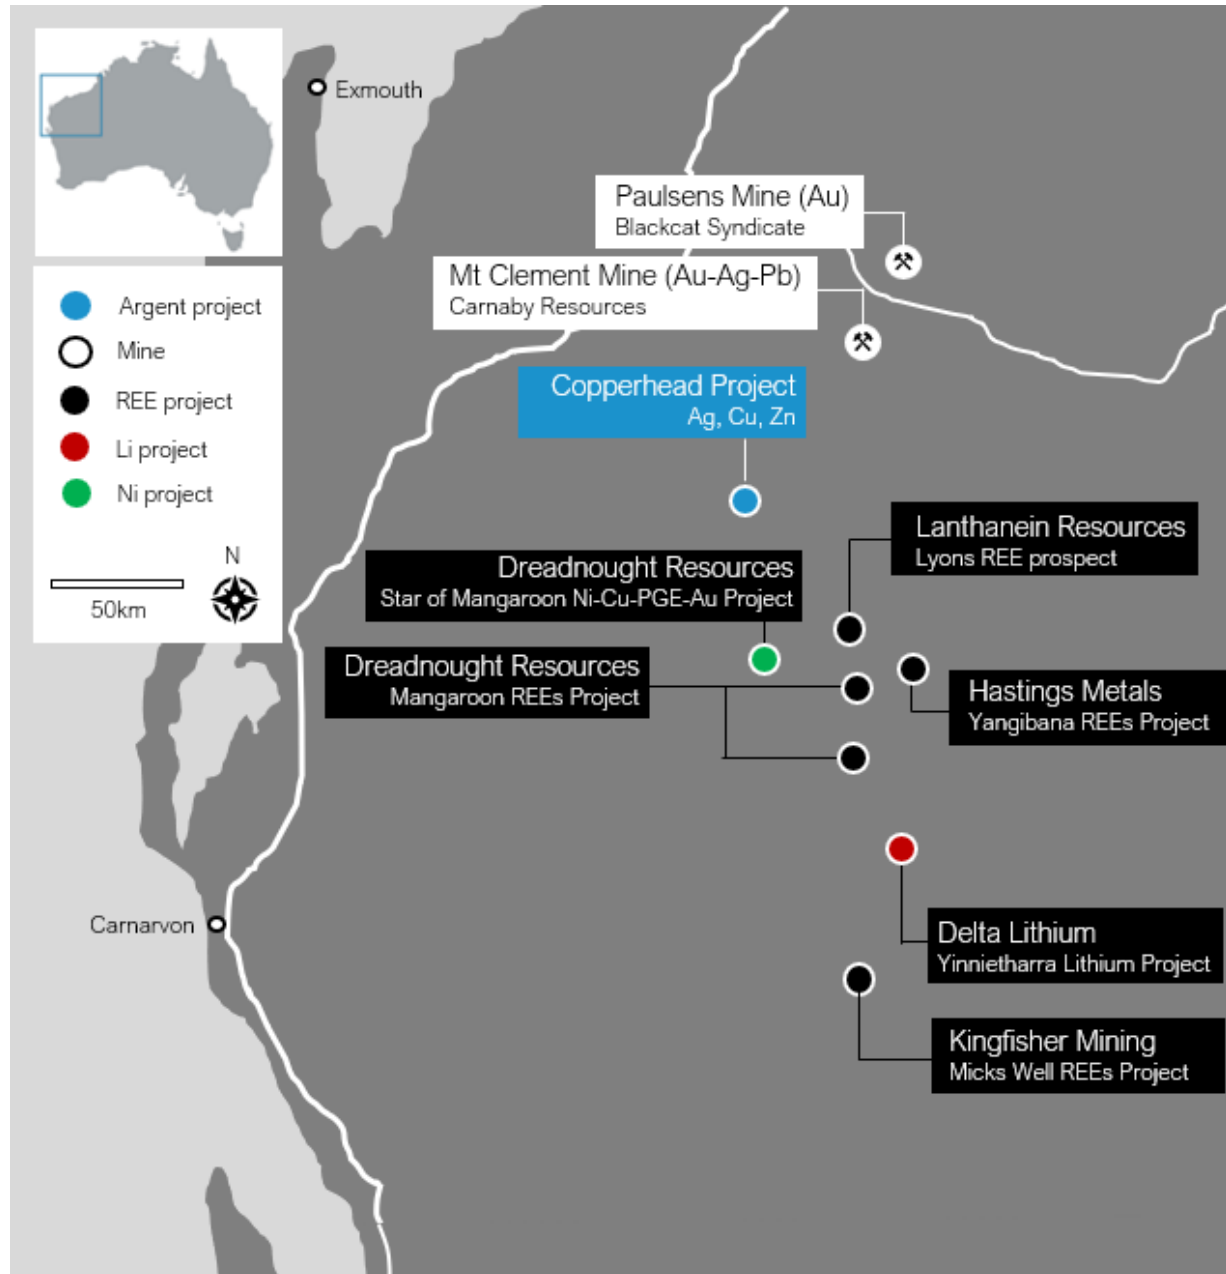 Exmouth
Paulsens Mine (Au)
Blackcat Syndicate
Mt Clement Mine (Au-Ag-Pb)
Carnaby Resources
Argent project
Mine
REE project
Li project
Ni project
N
50km
Copperhead Project
Ag, Cu, Zn
Lanthanein Resources
Lyons REE prospect
Dreadnought Resources
Star of Mangaroon Ni-Cu-PGE-Au Project
Dreadnought Resources
Mangaroon REEs Project
Hastings Metals
Yangibana REEs Project
Carnarvon
Delta Lithium
Yinnietharra Lithium Project
Kingfisher Mining
Micks Well REEs Project